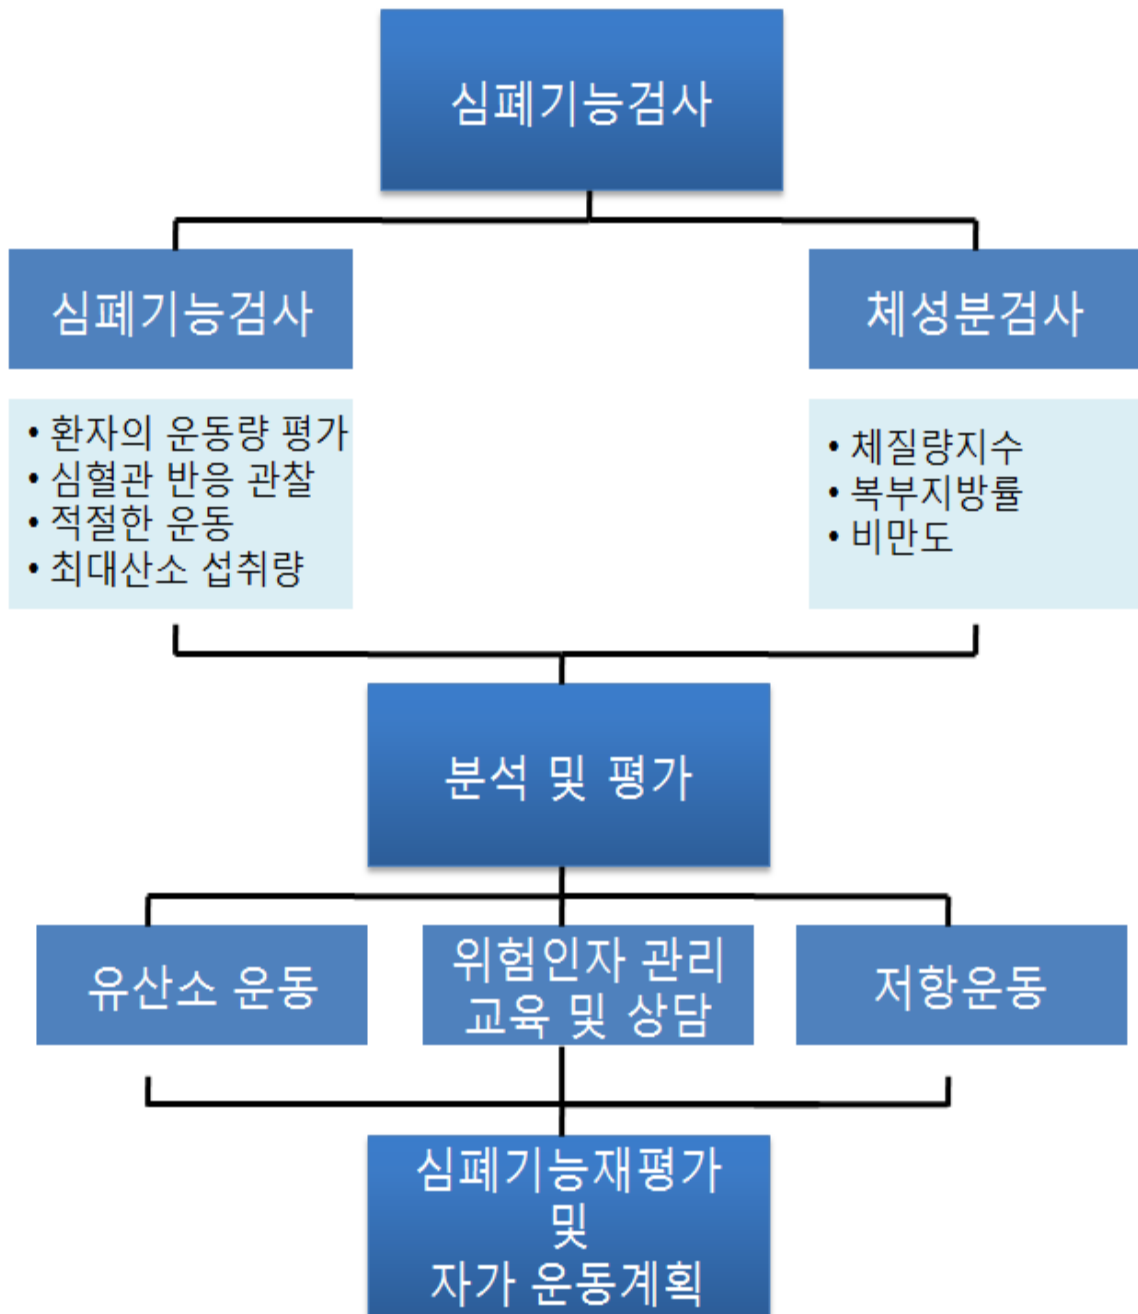 심폐기능검사
심폐기능검사
체성분검사
• 환자의 운동량 평가
• 심혈관 반응 관찰
• 적절한 운동
• 최대산소 섭취량
• 체질량지수
• 복부지방률
• 비만도
분석 및 평가
유산소 운동
위험인자 관리
교육 및 상담
저항운동
심폐기능재평가
및
자가 운동계획